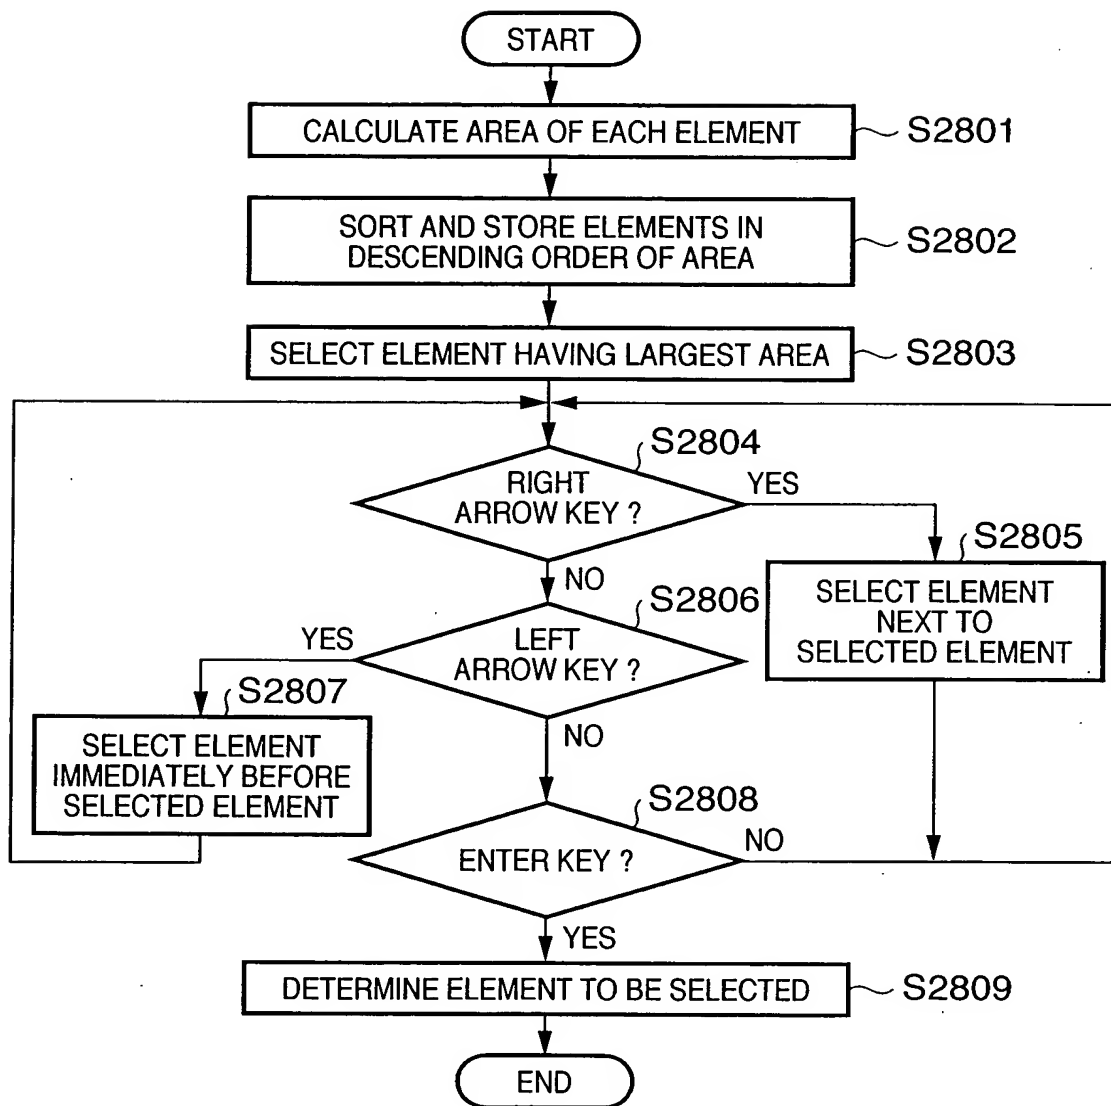 START
CALCULATE AREA OF EACH ELEMENT
S2801
SORT AND STORE ELEMENTS IN
DESCENDING ORDER OF AREA
S2802
SELECT ELEMENT HAVING LARGEST AREA
S2803
S2804
RIGHT
ARROW KEY ?
YES
NO
S2805
SELECT ELEMENT
NEXT TO
SELECTED ELEMENT
S2806
LEFT
ARROW KEY ?
YES
NO
S2807
SELECT ELEMENT
IMMEDIATELY BEFORE
SELECTED ELEMENT
S2808
ENTER KEY ?
NO
YES
DETERMINE ELEMENT TO BE SELECTED
S2809
END